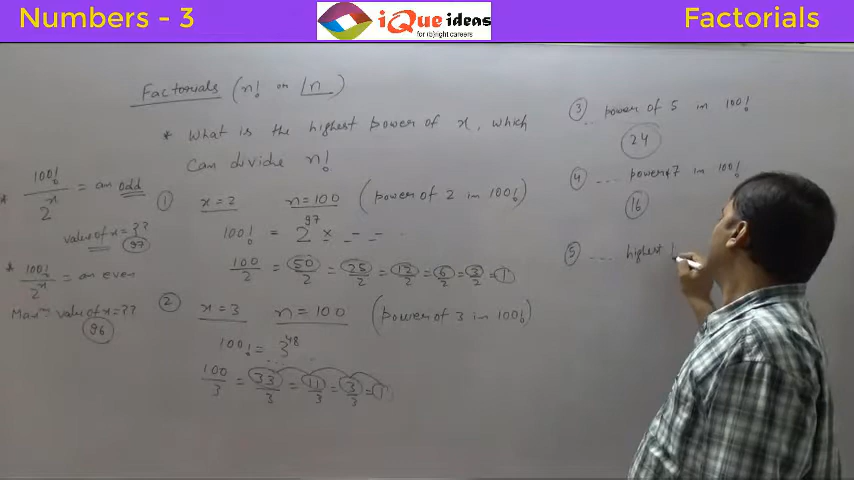 Numbers - 3
iQue ideas
for (b)right careers
Factorials
Factorials (n! or ⌊n)
* What is the highest power of x, which
can divide n!
* 100!/2^x = an odd
value of x = ??
97
* 100!/2^x = an even
Max^m value of x = ??
96
① x = 2 n = 100 (power of 2 in 100!)
100! = 2^97 x - - - -
100/2 = 50/2 = 25/2 = 12/2 = 6/2 = 3/2 = 1
② x = 3 n = 100 (power of 3 in 100!)
100! = 3^48
100/3 = 33/3 = 11/3 = 3/3 = 1
③ ... power of 5 in 100!
24
④ ... power of 7 in 100!
16
⑤ ... highest